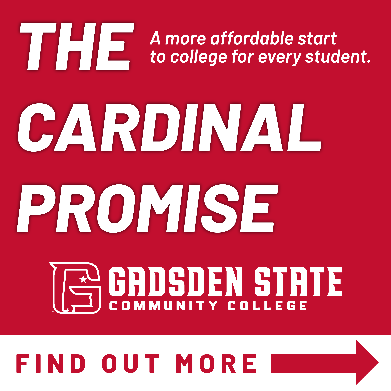 THE
A more affordable start
to college for every student.
CARDINAL
PROMISE
GADSDEN STATE
COMMUNITY COLLEGE
FIND OUT MORE